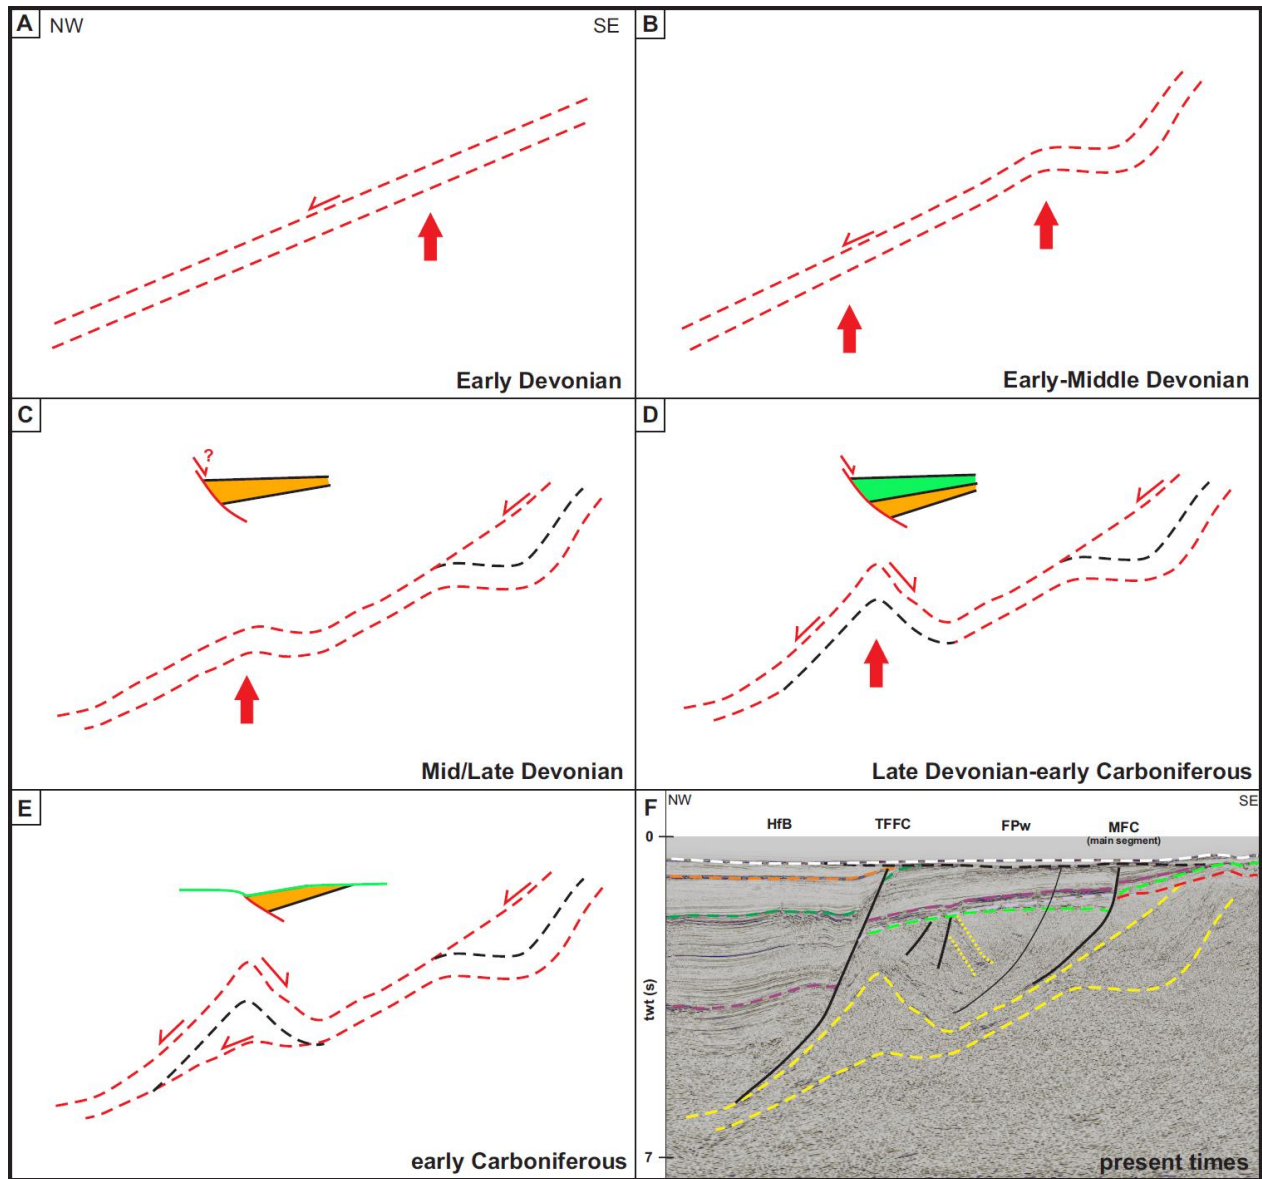 A NW SE
Early Devonian
B
Early-Middle Devonian
C
?
Mid/Late Devonian
D
Late Devonian-early Carboniferous
E
early Carboniferous
F NW SE
HfB TFFC FPw MFC
(main segment)
0
twt (s)
7
present times